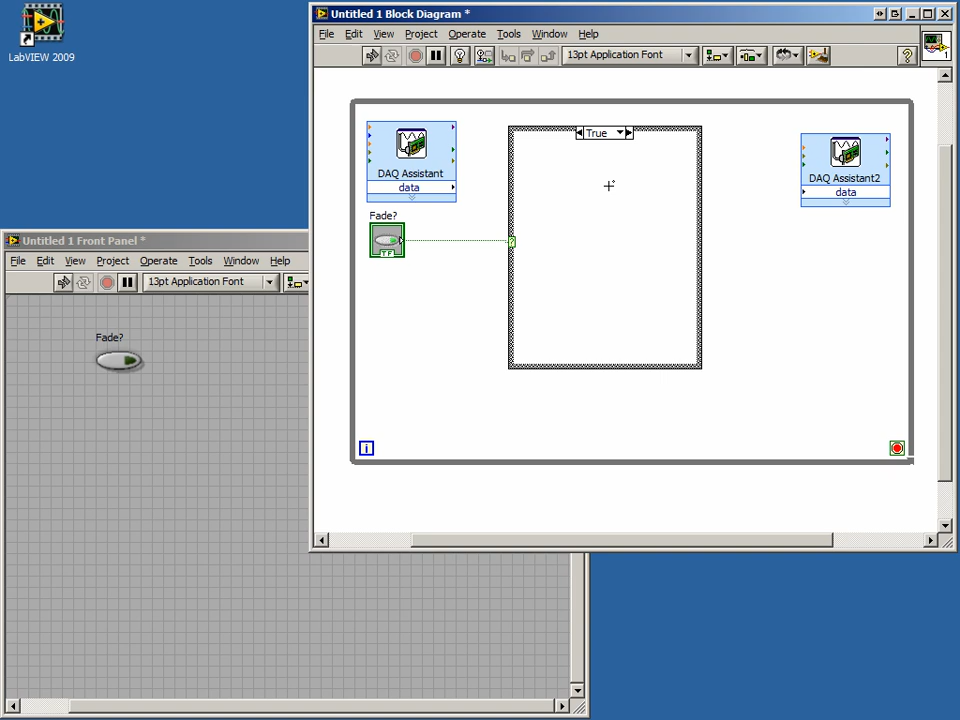 LabVIEW 2009
Untitled 1 Block Diagram *
File Edit View Project Operate Tools Window Help
13pt Application Font
?
1
True
DAQ Assistant
data
DAQ Assistant2
data
Fade?
TF
?
i
Untitled 1 Front Panel *
File Edit View Project Operate Tools Window Help
13pt Application Font
Fade?